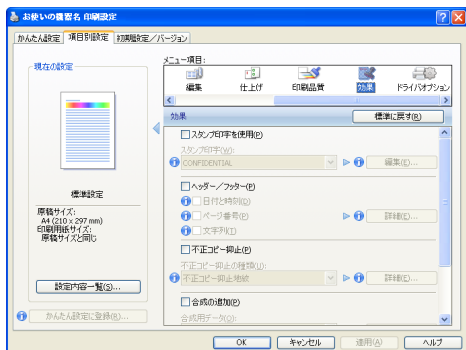 お使いの機器名 印刷設定
かんたん設定 項目別設定 初期設定／バージョン
現在の設定
標準設定
原稿サイズ:
A4 (210 x 297 mm)
印刷用紙サイズ:
原稿サイズと同じ
設定内容一覧(S)...
かんたん設定に登録(R)...
メニュー項目:
編集 仕上げ 印刷品質 効果 ドライバオプション
効果 標準に戻す(R)
スタンプ印字を使用(P)
スタンプ印字(W):
CONFIDENTIAL 編集(E)...
ヘッダー／フッター(P)
日付と時刻(D)
ページ番号(P) 詳細(E)...
文字列(T)
不正コピー抑止(P)
不正コピー抑止の種類(U):
不正コピー抑止地紋 詳細(E)...
合成の追加(P)
合成用データ(O):
OK キャンセル 適用(A) ヘルプ